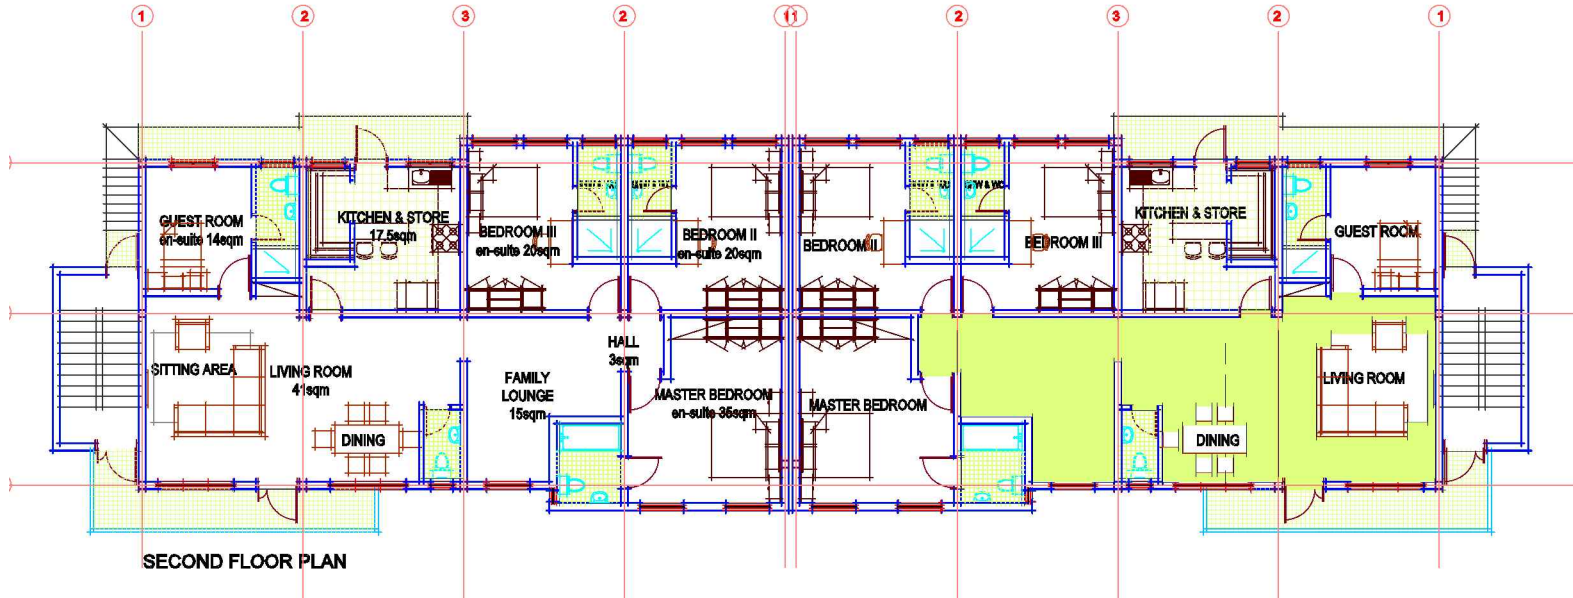 1 2 3 2 1 1 2 3 2 1
GUEST ROOM
en-suite 14sqm
KITCHEN & STORE
17.5sqm
BEDROOM III
en-suite 20sqm
BEDROOM II
en-suite 20sqm
BEDROOM II
BEDROOM III
KITCHEN & STORE
GUEST ROOM
SITTING AREA
LIVING ROOM
41sqm
DINING
FAMILY
LOUNGE
15sqm
HALL
3sqm
MASTER BEDROOM
en-suite 35sqm
MASTER BEDROOM
DINING
LIVING ROOM
SECOND FLOOR PLAN